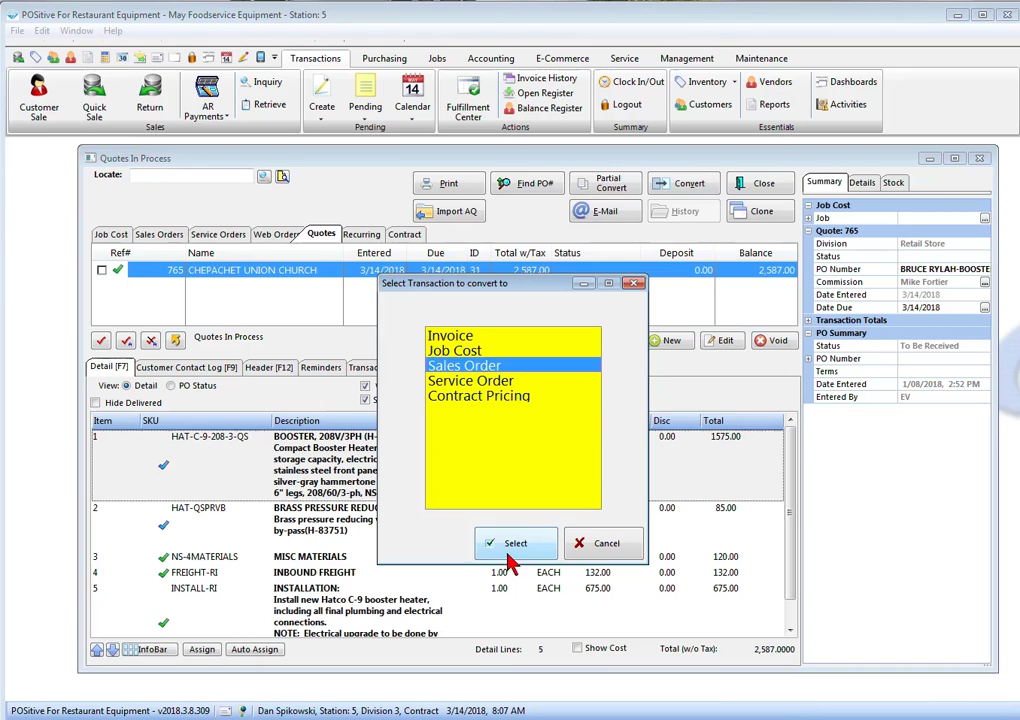 POSitive For Restaurant Equipment - May Foodservice Equipment - Station: 5
File Edit Window Help
Transactions Purchasing Jobs Accounting E-Commerce Service Management Maintenance
Customer Sale
Quick Sale
Return
AR Payments
Inquiry
Retrieve
Sales
Create
Pending
MAY 14
Calendar
Pending
Fulfillment Center
Invoice History
Open Register
Balance Register
Actions
Clock In/Out
Logout
Summary
Inventory
Customers
Vendors
Reports
Dashboards
Activities
Essentials
Quotes In Process
Locate:
Print Find PO# Partial Convert Convert Close
Import AQ E-Mail History Clone
Job Cost Sales Orders Service Orders Web Orders Quotes Recurring Contract
Ref# Name Entered Due ID Total w/Tax Status Deposit Balance
765 CHEPACHET UNION CHURCH 3/14/2018 3/14/2018 31 2,587.00 0.00 2,587.00
Quotes In Process
New Edit Void
Detail [F7] Customer Contact Log [F9] Header [F12] Reminders Transac
View: Detail PO Status
Hide Delivered
Item SKU Description Disc Total
1 HAT-C-9-208-3-QS BOOSTER, 208V/3PH (H- 0.00 1575.00
Compact Booster Heater
storage capacity, electric
stainless steel front pane
silver-gray hammertone
6" legs, 208/60/3-ph, NS
2 HAT-QSPRVB BRASS PRESSURE REDU 0.00 85.00
Brass pressure reducing v
by-pass(H-83751)
3 NS-4MATERIALS MISC MATERIALS 0.00 120.00
4 FREIGHT-RI INBOUND FREIGHT 1.00 EACH 132.00 0.00 132.00
5 INSTALL-RI INSTALLATION: 1.00 EACH 675.00 0.00 675.00
Install new Hatco C-9 booster heater,
including all final plumbing and electrical
connections.
NOTE: Electrical upgrade to be done by
InfoBar Assign Auto Assign Detail Lines: 5 Show Cost Total (w/o Tax): 2,587.0000
Select Transaction to convert to
Invoice
Job Cost
Sales Order
Service Order
Contract Pricing
Select Cancel
Summary Details Stock
Job Cost
Job
Quote: 765
Division Retail Store
Status
PO Number BRUCE RYLAH-BOOSTE
Commission Mike Fortier
Date Entered 3/14/2018
Date Due 3/14/2018
Transaction Totals
PO Summary
Status To Be Received
PO Number
Terms
Date Entered 1/08/2018, 2:52 PM
Entered By EV
POSitive For Restaurant Equipment - v2018.3.8.309 Dan Spikowski, Station: 5, Division 3, Contract 3/14/2018, 8:07 AM